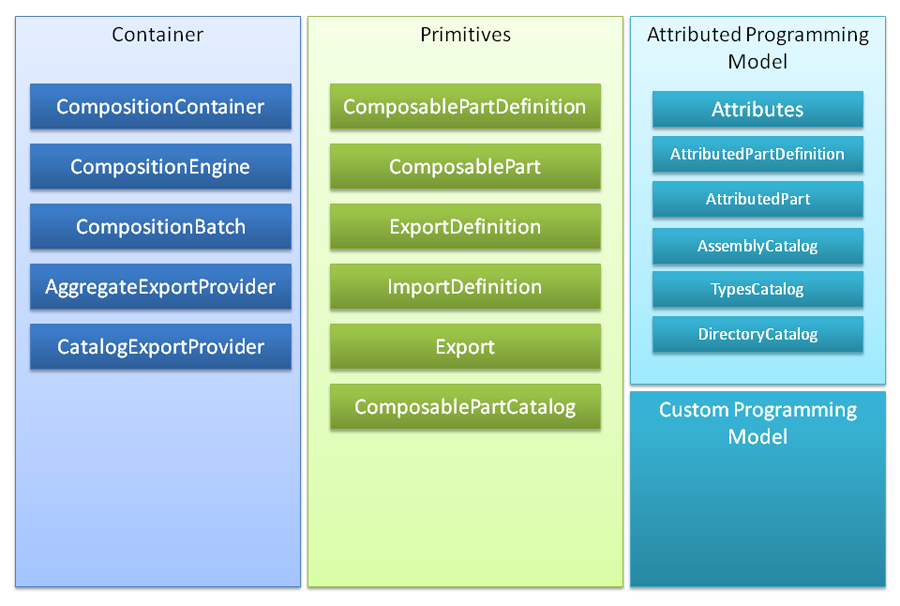 Container
CompositionContainer
CompositionEngine
CompositionBatch
AggregateExportProvider
CatalogExportProvider
Primitives
ComposablePartDefinition
ComposablePart
ExportDefinition
ImportDefinition
Export
ComposablePartCatalog
Attributed Programming
Model
Attributes
AttributedPartDefinition
AttributedPart
AssemblyCatalog
TypesCatalog
DirectoryCatalog
Custom Programming
Model